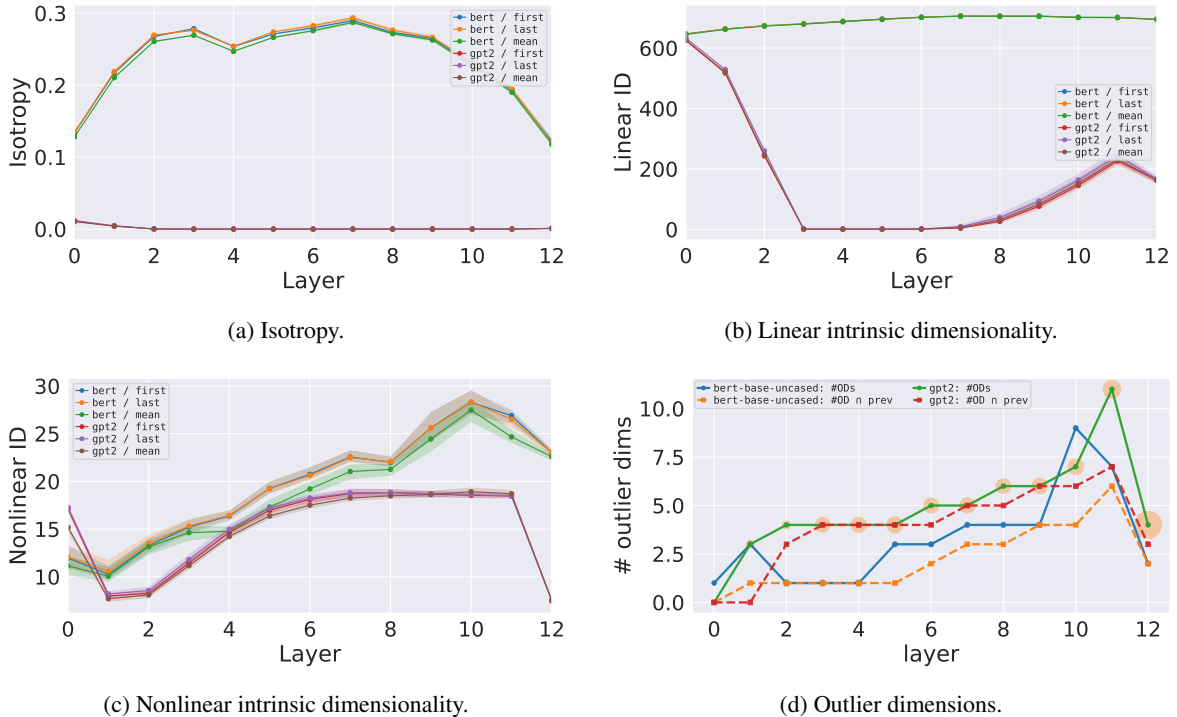 0.3
0.2
0.1
0.0
Isotropy
bert / first
bert / last
bert / mean
gpt2 / first
gpt2 / last
gpt2 / mean
0 2 4 6 8 10 12
Layer
(a) Isotropy.
600
400
200
0
Linear ID
bert / first
bert / last
bert / mean
gpt2 / first
gpt2 / last
gpt2 / mean
0 2 4 6 8 10 12
Layer
(b) Linear intrinsic dimensionality.
30
25
20
15
10
Nonlinear ID
bert / first
bert / last
bert / mean
gpt2 / first
gpt2 / last
gpt2 / mean
0 2 4 6 8 10 12
Layer
(c) Nonlinear intrinsic dimensionality.
bert-base-uncased: #ODs
bert-base-uncased: #OD n prev
gpt2: #ODs
gpt2: #OD n prev
10.0
7.5
5.0
2.5
0.0
# outlier dims
0 2 4 6 8 10 12
layer
(d) Outlier dimensions.